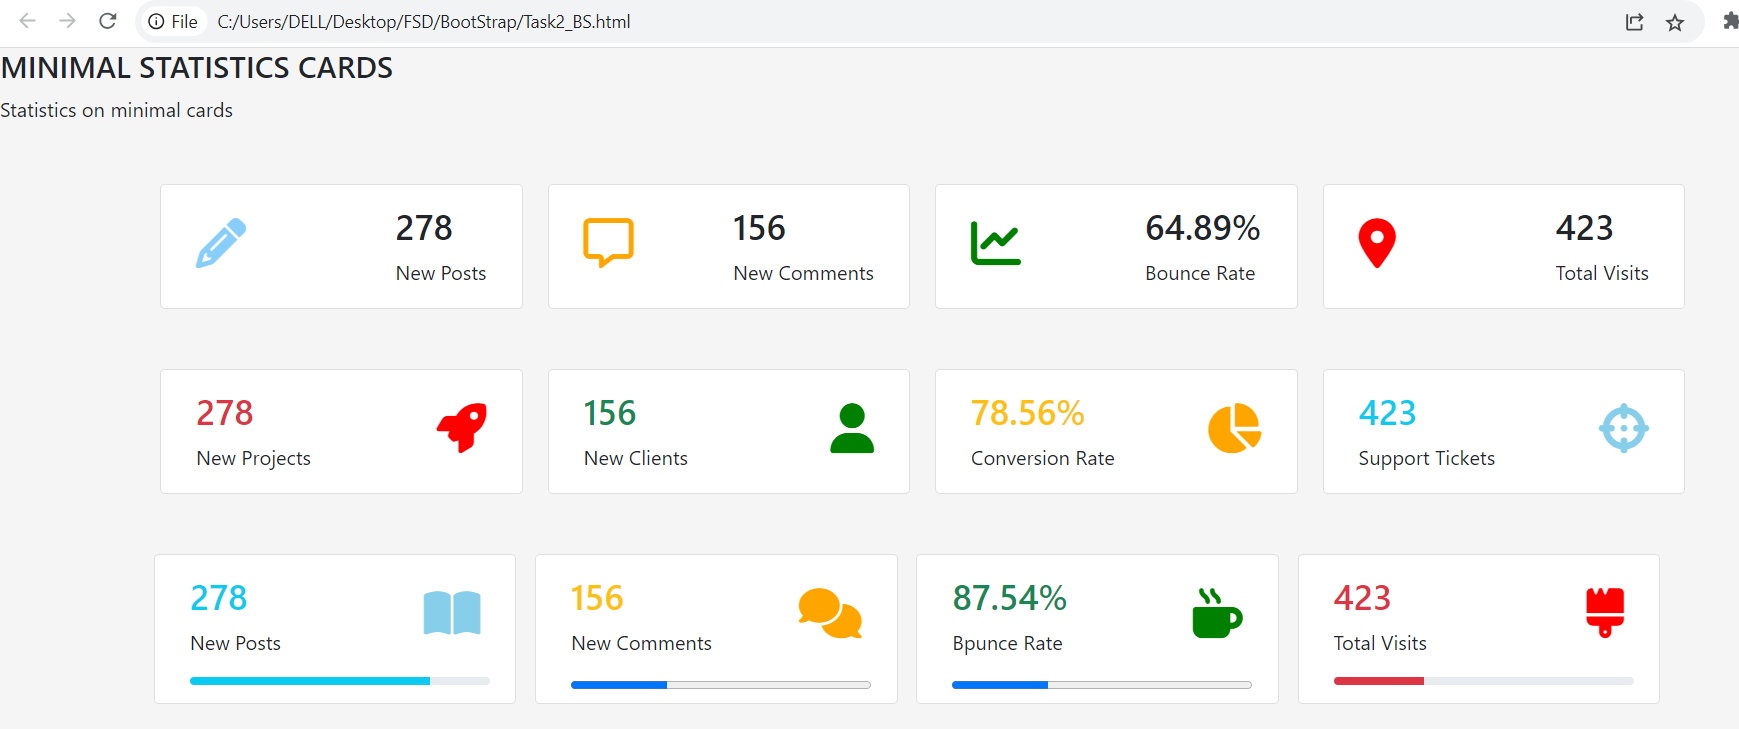 File C:/Users/DELL/Desktop/FSD/BootStrap/Task2_BS.html
MINIMAL STATISTICS CARDS
Statistics on minimal cards
278
New Posts
156
New Comments
64.89%
Bounce Rate
423
Total Visits
278
New Projects
156
New Clients
78.56%
Conversion Rate
423
Support Tickets
278
New Posts
156
New Comments
87.54%
Bpunce Rate
423
Total Visits